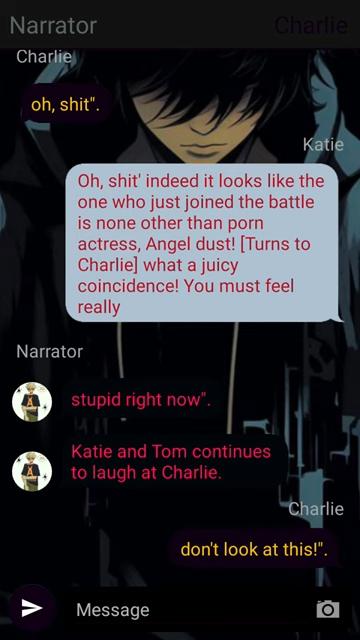 Narrator Charlie
Charlie
oh, shit".
Katie
Oh, shit' indeed it looks like the
one who just joined the battle
is none other than porn
actress, Angel dust! [Turns to
Charlie] what a juicy
coincidence! You must feel
really
Narrator
stupid right now".
Katie and Tom continues
to laugh at Charlie.
Charlie
don't look at this!".
Message